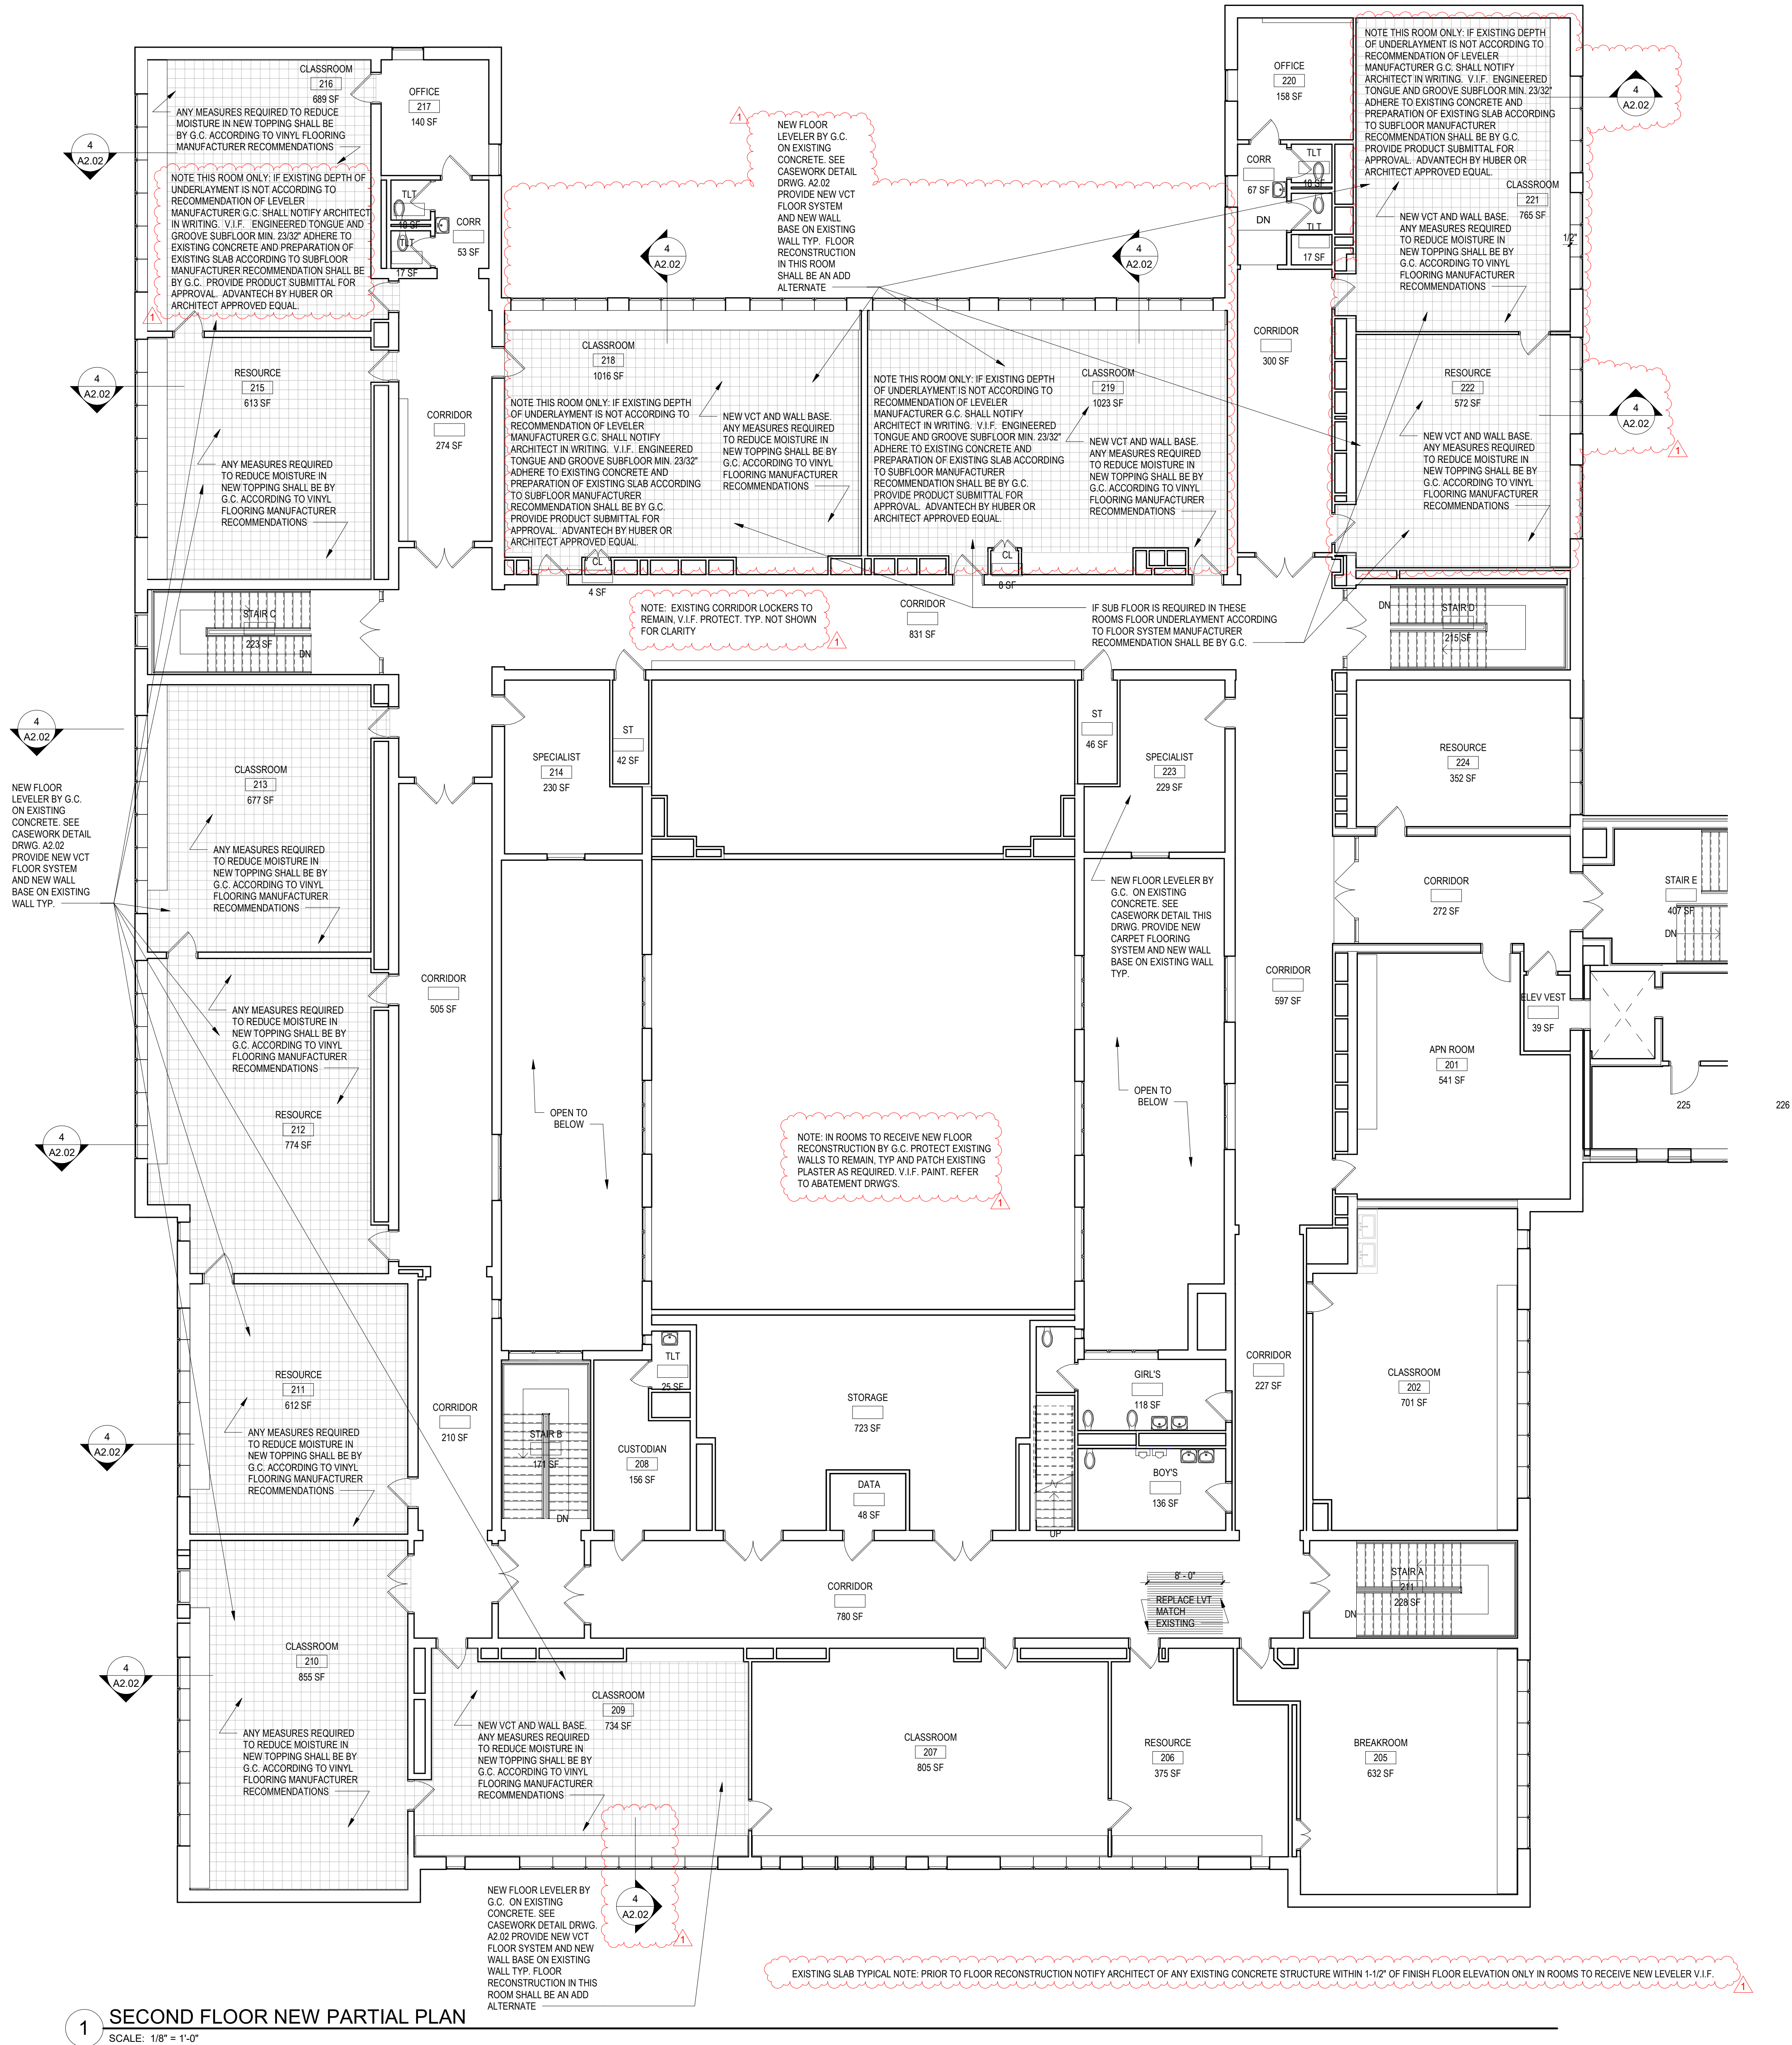 CLASSROOM
216
689 SF
OFFICE
217
140 SF
ANY MEASURES REQUIRED TO REDUCE
MOISTURE IN NEW TOPPING SHALL BE
BY G.C. ACCORDING TO VINYL FLOORING
MANUFACTURER RECOMMENDATIONS
4
A2.02
NOTE THIS ROOM ONLY: IF EXISTING DEPTH OF
UNDERLAYMENT IS NOT ACCORDING TO
RECOMMENDATION OF LEVELER
MANUFACTURER G.C. SHALL NOTIFY ARCHITECT
IN WRITING. V.I.F. ENGINEERED TONGUE AND
GROOVE SUBFLOOR MIN. 23/32" ADHERE TO
EXISTING CONCRETE AND PREPARATION OF
EXISTING SLAB ACCORDING TO SUBFLOOR
MANUFACTURER RECOMMENDATION SHALL BE
BY G.C. PROVIDE PRODUCT SUBMITTAL FOR
APPROVAL. ADVANTECH BY HUBER OR
ARCHITECT APPROVED EQUAL.
1
TLT
18 SF
TLT
17 SF
CORR
53 SF
1
NEW FLOOR
LEVELER BY G.C.
ON EXISTING
CONCRETE. SEE
CASEWORK DETAIL
DRWG. A2.02
PROVIDE NEW VCT
FLOOR SYSTEM
AND NEW WALL
BASE ON EXISTING
WALL TYP. FLOOR
RECONSTRUCTION
IN THIS ROOM
SHALL BE AN ADD
ALTERNATE
4
A2.02
4
A2.02
OFFICE
220
158 SF
CORR
67 SF
TLT
18 SF
DN
TLT
17 SF
NOTE THIS ROOM ONLY: IF EXISTING DEPTH
OF UNDERLAYMENT IS NOT ACCORDING TO
RECOMMENDATION OF LEVELER
MANUFACTURER G.C. SHALL NOTIFY
ARCHITECT IN WRITING. V.I.F. ENGINEERED
TONGUE AND GROOVE SUBFLOOR MIN. 23/32"
ADHERE TO EXISTING CONCRETE AND
PREPARATION OF EXISTING SLAB ACCORDING
TO SUBFLOOR MANUFACTURER
RECOMMENDATION SHALL BE BY G.C.
PROVIDE PRODUCT SUBMITTAL FOR
APPROVAL. ADVANTECH BY HUBER OR
ARCHITECT APPROVED EQUAL.
4
A2.02
CLASSROOM
221
765 SF
NEW VCT AND WALL BASE.
ANY MEASURES REQUIRED
TO REDUCE MOISTURE IN
NEW TOPPING SHALL BE BY
G.C. ACCORDING TO VINYL
FLOORING MANUFACTURER
RECOMMENDATIONS
1/2"
4
A2.02
RESOURCE
215
613 SF
ANY MEASURES REQUIRED
TO REDUCE MOISTURE IN
NEW TOPPING SHALL BE BY
G.C. ACCORDING TO VINYL
FLOORING MANUFACTURER
RECOMMENDATIONS
CORRIDOR
274 SF
CLASSROOM
218
1016 SF
NOTE THIS ROOM ONLY: IF EXISTING DEPTH
OF UNDERLAYMENT IS NOT ACCORDING TO
RECOMMENDATION OF LEVELER
MANUFACTURER G.C. SHALL NOTIFY
ARCHITECT IN WRITING. V.I.F. ENGINEERED
TONGUE AND GROOVE SUBFLOOR MIN. 23/32"
ADHERE TO EXISTING CONCRETE AND
PREPARATION OF EXISTING SLAB ACCORDING
TO SUBFLOOR MANUFACTURER
RECOMMENDATION SHALL BE BY G.C.
PROVIDE PRODUCT SUBMITTAL FOR
APPROVAL. ADVANTECH BY HUBER OR
ARCHITECT APPROVED EQUAL.
NEW VCT AND WALL BASE.
ANY MEASURES REQUIRED
TO REDUCE MOISTURE IN
NEW TOPPING SHALL BE BY
G.C. ACCORDING TO VINYL
FLOORING MANUFACTURER
RECOMMENDATIONS
CLASSROOM
219
1023 SF
NOTE THIS ROOM ONLY: IF EXISTING DEPTH
OF UNDERLAYMENT IS NOT ACCORDING TO
RECOMMENDATION OF LEVELER
MANUFACTURER G.C. SHALL NOTIFY
ARCHITECT IN WRITING. V.I.F. ENGINEERED
TONGUE AND GROOVE SUBFLOOR MIN. 23/32"
ADHERE TO EXISTING CONCRETE AND
PREPARATION OF EXISTING SLAB ACCORDING
TO SUBFLOOR MANUFACTURER
RECOMMENDATION SHALL BE BY G.C.
PROVIDE PRODUCT SUBMITTAL FOR
APPROVAL. ADVANTECH BY HUBER OR
ARCHITECT APPROVED EQUAL.
NEW VCT AND WALL BASE.
ANY MEASURES REQUIRED
TO REDUCE MOISTURE IN
NEW TOPPING SHALL BE BY
G.C. ACCORDING TO VINYL
FLOORING MANUFACTURER
RECOMMENDATIONS
CORRIDOR
300 SF
RESOURCE
222
572 SF
NEW VCT AND WALL BASE.
ANY MEASURES REQUIRED
TO REDUCE MOISTURE IN
NEW TOPPING SHALL BE BY
G.C. ACCORDING TO VINYL
FLOORING MANUFACTURER
RECOMMENDATIONS
4
A2.02
1
CL
4 SF
CL
8 SF
STAIR C
223 SF
DN
NOTE: EXISTING CORRIDOR LOCKERS TO
REMAIN, V.I.F. PROTECT. TYP. NOT SHOWN
FOR CLARITY
1
CORRIDOR
831 SF
IF SUB FLOOR IS REQUIRED IN THESE
ROOMS FLOOR UNDERLAYMENT ACCORDING
TO FLOOR SYSTEM MANUFACTURER
RECOMMENDATION SHALL BE BY G.C.
DN
STAIR D
215 SF
4
A2.02
NEW FLOOR
LEVELER BY G.C.
ON EXISTING
CONCRETE. SEE
CASEWORK DETAIL
DRWG. A2.02
PROVIDE NEW VCT
FLOOR SYSTEM
AND NEW WALL
BASE ON EXISTING
WALL TYP.
CLASSROOM
213
677 SF
ANY MEASURES REQUIRED
TO REDUCE MOISTURE IN
NEW TOPPING SHALL BE BY
G.C. ACCORDING TO VINYL
FLOORING MANUFACTURER
RECOMMENDATIONS
SPECIALIST
214
230 SF
ST
42 SF
ST
46 SF
SPECIALIST
223
229 SF
RESOURCE
224
352 SF
NEW FLOOR LEVELER BY
G.C. ON EXISTING
CONCRETE. SEE
CASEWORK DETAIL THIS
DRWG. PROVIDE NEW
CARPET FLOORING
SYSTEM AND NEW WALL
BASE ON EXISTING WALL
TYP.
CORRIDOR
272 SF
STAIR E
407 SF
DN
CORRIDOR
505 SF
CORRIDOR
597 SF
ELEV VEST
39 SF
ANY MEASURES REQUIRED
TO REDUCE MOISTURE IN
NEW TOPPING SHALL BE BY
G.C. ACCORDING TO VINYL
FLOORING MANUFACTURER
RECOMMENDATIONS
RESOURCE
212
774 SF
4
A2.02
OPEN TO
BELOW
OPEN TO
BELOW
APN ROOM
201
541 SF
225
226
NOTE: IN ROOMS TO RECEIVE NEW FLOOR
RECONSTRUCTION BY G.C. PROTECT EXISTING
WALLS TO REMAIN, TYP AND PATCH EXISTING
PLASTER AS REQUIRED. V.I.F. PAINT. REFER
TO ABATEMENT DRWG'S.
1
RESOURCE
211
612 SF
ANY MEASURES REQUIRED
TO REDUCE MOISTURE IN
NEW TOPPING SHALL BE BY
G.C. ACCORDING TO VINYL
FLOORING MANUFACTURER
RECOMMENDATIONS
4
A2.02
CORRIDOR
210 SF
STAIR B
171 SF
DN
TLT
25 SF
CUSTODIAN
208
156 SF
STORAGE
723 SF
DATA
48 SF
UP
GIRL'S
118 SF
BOY'S
136 SF
CORRIDOR
227 SF
CLASSROOM
202
701 SF
CORRIDOR
780 SF
8' - 0"
REPLACE LVT
MATCH
EXISTING
STAIR A
211
228 SF
DN
4
A2.02
CLASSROOM
210
855 SF
ANY MEASURES REQUIRED
TO REDUCE MOISTURE IN
NEW TOPPING SHALL BE BY
G.C. ACCORDING TO VINYL
FLOORING MANUFACTURER
RECOMMENDATIONS
CLASSROOM
209
734 SF
NEW VCT AND WALL BASE.
ANY MEASURES REQUIRED
TO REDUCE MOISTURE IN
NEW TOPPING SHALL BE BY
G.C. ACCORDING TO VINYL
FLOORING MANUFACTURER
RECOMMENDATIONS
CLASSROOM
207
805 SF
RESOURCE
206
375 SF
BREAKROOM
205
632 SF
NEW FLOOR LEVELER BY
G.C. ON EXISTING
CONCRETE. SEE
CASEWORK DETAIL DRWG.
A2.02 PROVIDE NEW VCT
FLOOR SYSTEM AND NEW
WALL BASE ON EXISTING
WALL TYP. FLOOR
RECONSTRUCTION IN THIS
ROOM SHALL BE AN ADD
ALTERNATE
4
A2.02
1
EXISTING SLAB TYPICAL NOTE: PRIOR TO FLOOR RECONSTRUCTION NOTIFY ARCHITECT OF ANY EXISTING CONCRETE STRUCTURE WITHIN 1-1/2" OF FINISH FLOOR ELEVATION ONLY IN ROOMS TO RECEIVE NEW LEVELER V.I.F.
1
1
SECOND FLOOR NEW PARTIAL PLAN
SCALE: 1/8" = 1'-0"